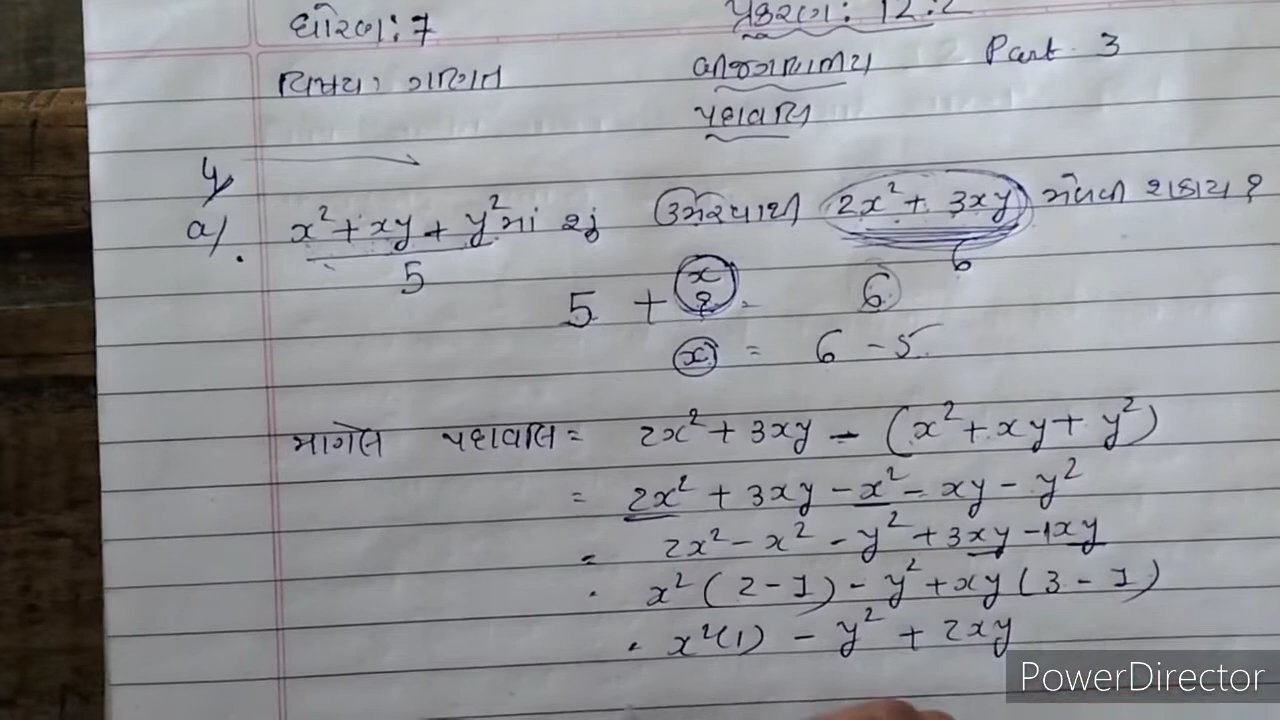 ધોરણ: 7 પ્રકરણ: 12.2
વિષય: ગણિત બીજગણિતીય Part 3
પદાવલિ
4/
a/. x² + xy + y² માં શું ઉમેરવાથી 2x² + 3xy મેળવી શકાય ?
5 6
5 + x ? = 6
x = 6 - 5
માગેલ પદાવલિ = 2x² + 3xy - (x² + xy + y²)
= 2x² + 3xy - x² - xy - y²
= 2x² - x² - y² + 3xy - 1xy
. x² (2 - 1) - y² + xy (3 - 1)
. x²(1) - y² + 2xy
PowerDirector